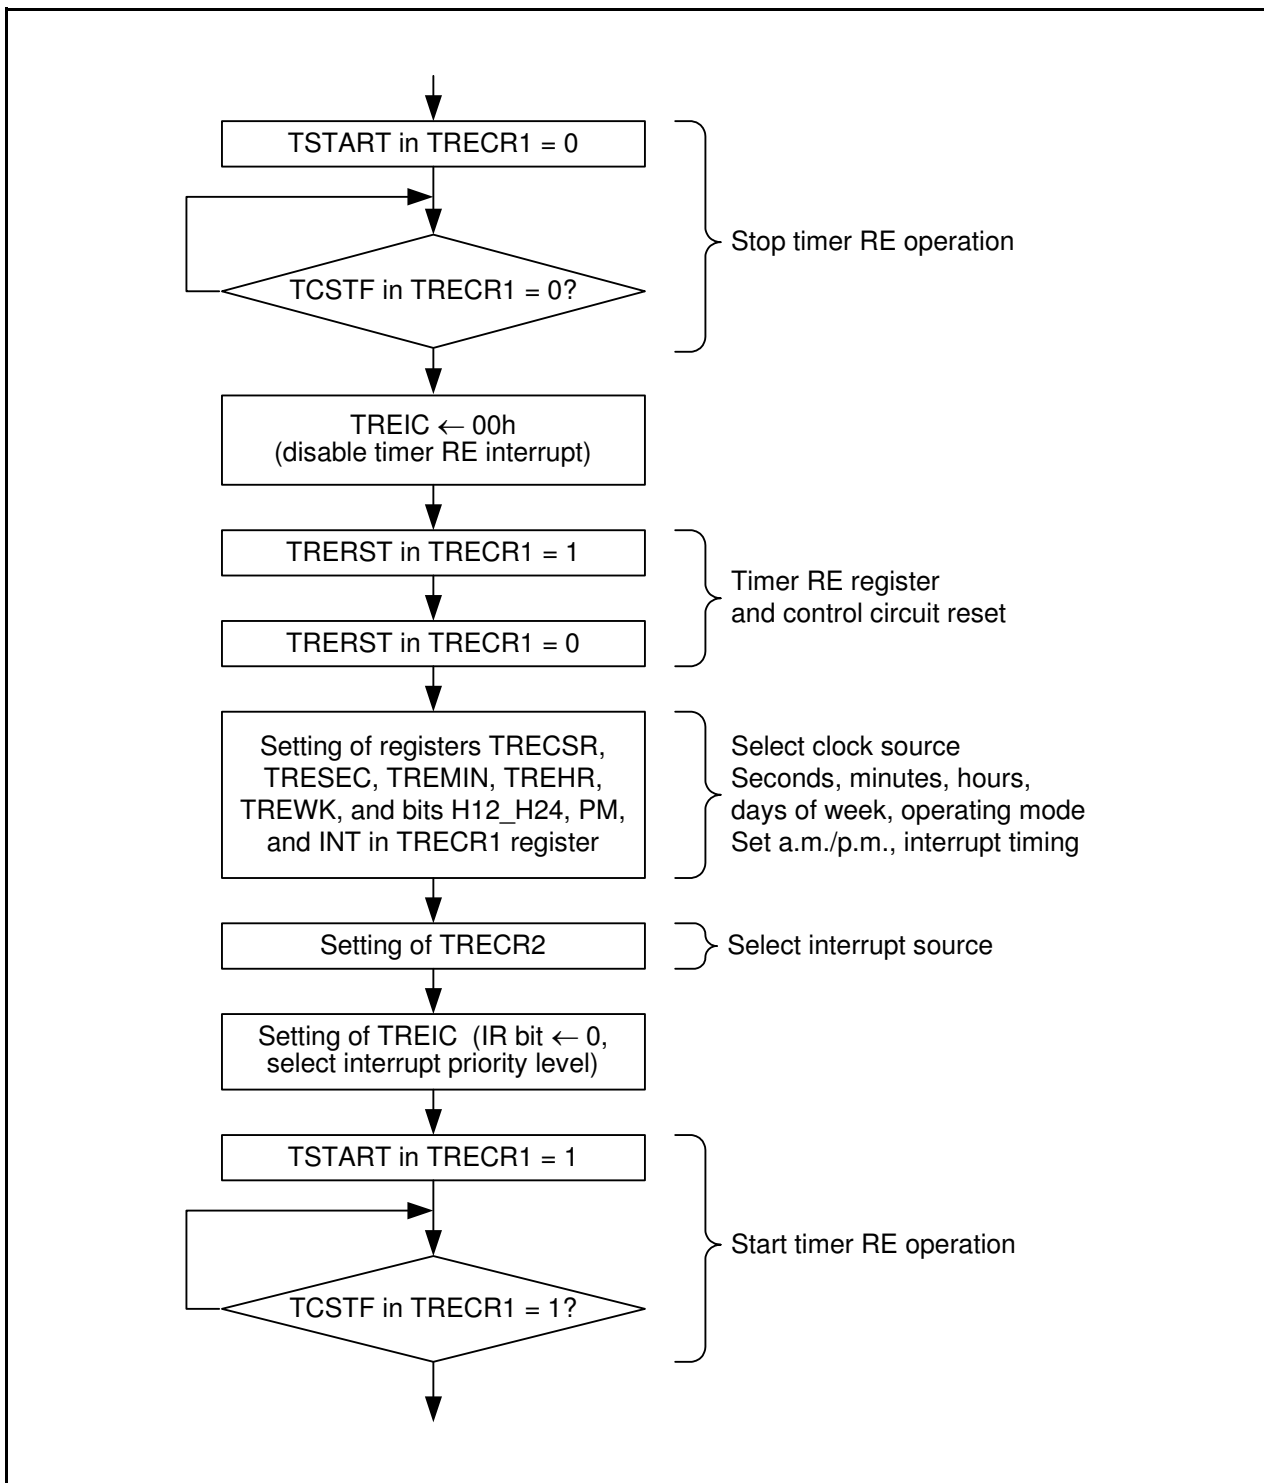 TSTART in TRECR1 = 0
TCSTF in TRECR1 = 0?
Stop timer RE operation
TREIC ← 00h
(disable timer RE interrupt)
TRERST in TRECR1 = 1
TRERST in TRECR1 = 0
Timer RE register
and control circuit reset
Setting of registers TRECSR,
TRESEC, TREMIN, TREHR,
TREWK, and bits H12_H24, PM,
and INT in TRECR1 register
Select clock source
Seconds, minutes, hours,
days of week, operating mode
Set a.m./p.m., interrupt timing
Setting of TRECR2
Select interrupt source
Setting of TREIC (IR bit ← 0,
select interrupt priority level)
TSTART in TRECR1 = 1
TCSTF in TRECR1 = 1?
Start timer RE operation